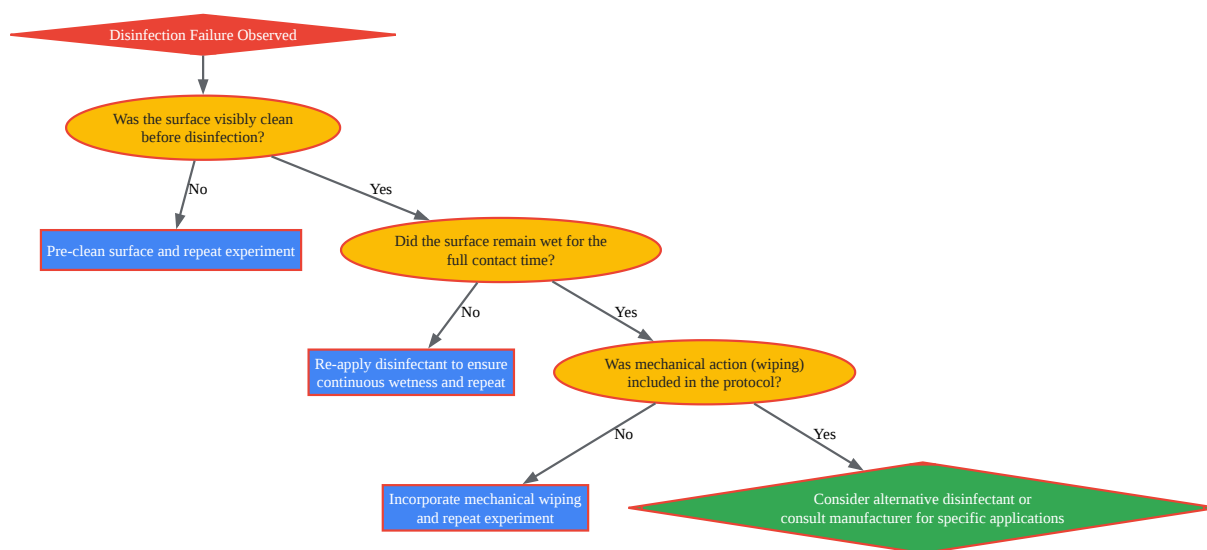 Disinfection Failure Observed
Was the surface visibly clean
before disinfection?
No
Yes
Pre-clean surface and repeat experiment
Did the surface remain wet for the
full contact time?
No
Yes
Re-apply disinfectant to ensure
continuous wetness and repeat
Was mechanical action (wiping)
included in the protocol?
No
Yes
Incorporate mechanical wiping
and repeat experiment
Consider alternative disinfectant or
consult manufacturer for specific applications